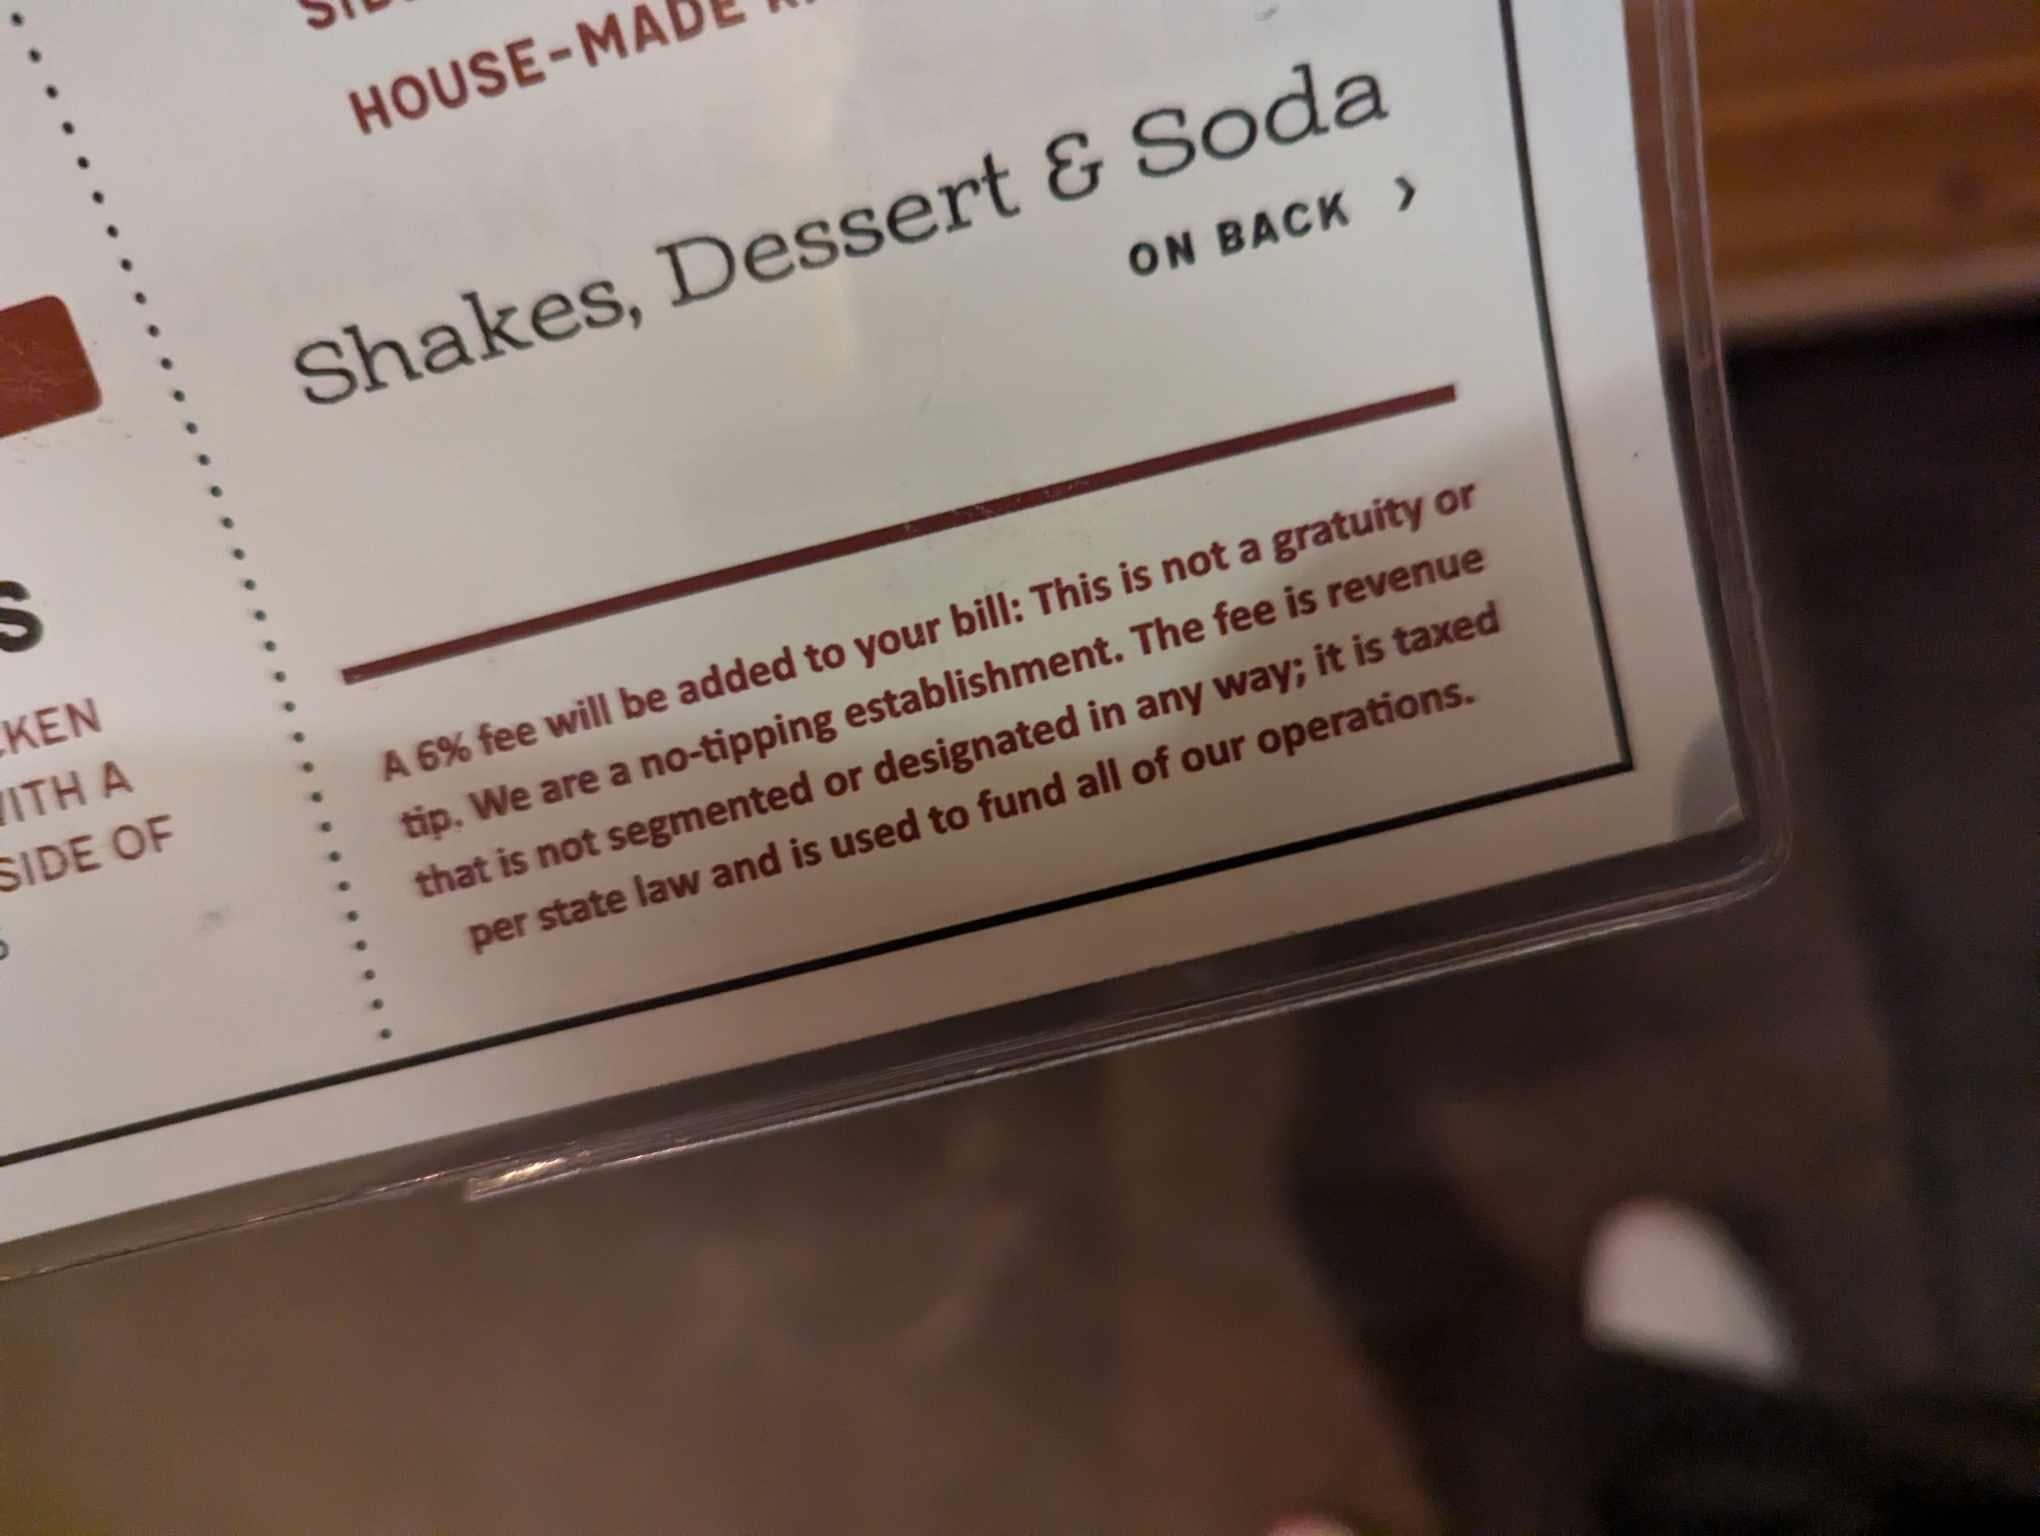 HOUSE-MADE
Shakes, Dessert & Soda
ON BACK >
A 6% fee will be added to your bill: This is not a gratuity or
tip. We are a no-tipping establishment. The fee is revenue
that is not segmented or designated in any way; it is taxed
per state law and is used to fund all of our operations.
S
KEN
WITH A
SIDE OF